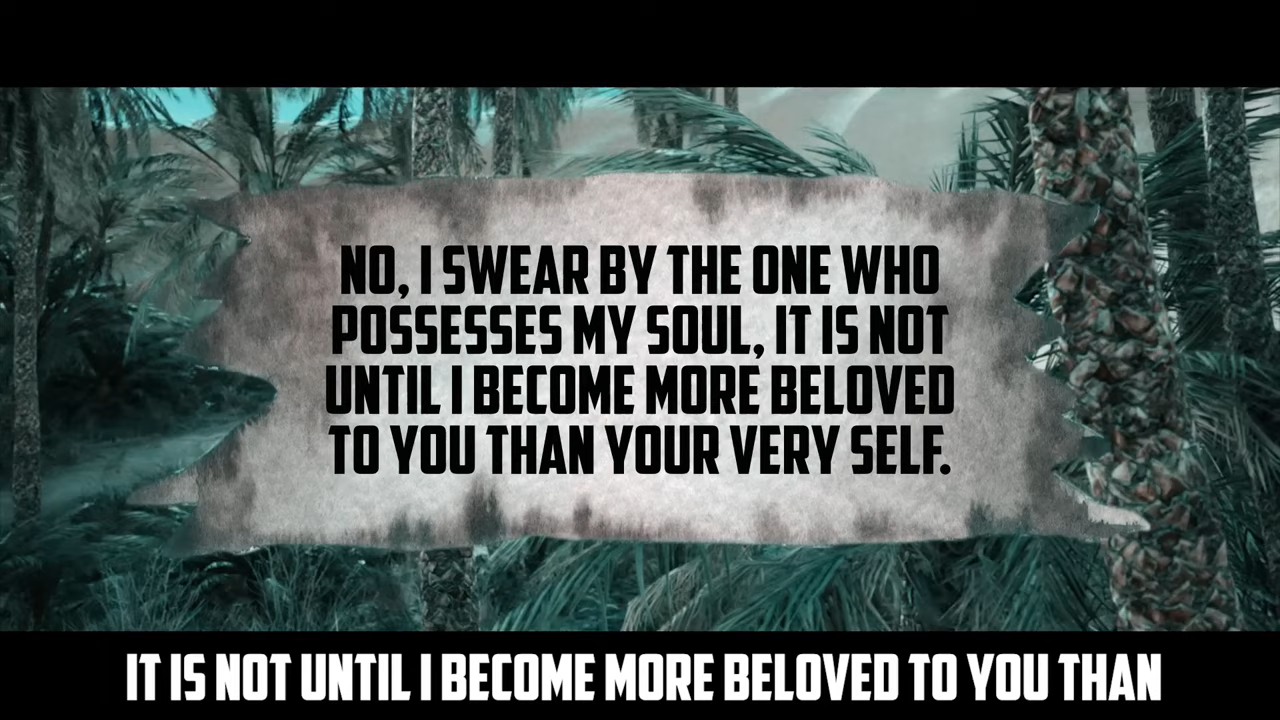 NO, I SWEAR BY THE ONE WHO
POSSESSES MY SOUL, IT IS NOT
UNTIL I BECOME MORE BELOVED
TO YOU THAN YOUR VERY SELF.
IT IS NOT UNTIL I BECOME MORE BELOVED TO YOU THAN